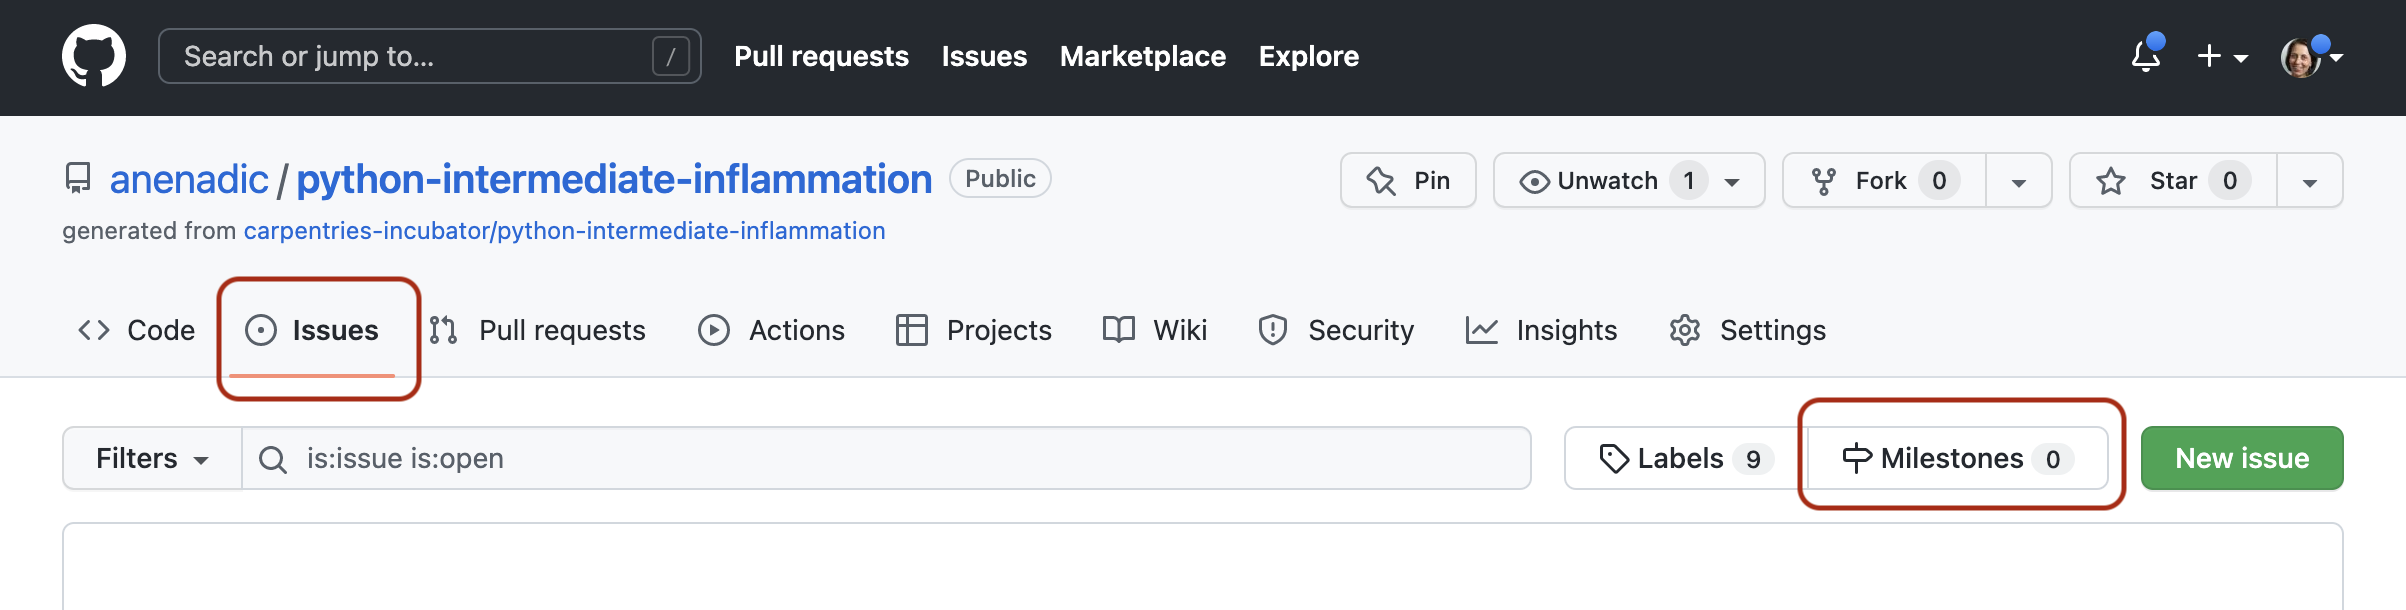 Search or jump to... / Pull requests Issues Marketplace Explore
anenadic / python-intermediate-inflammation Public Pin Unwatch 1 Fork 0 Star 0
generated from carpentries-incubator/python-intermediate-inflammation
Code Issues Pull requests Actions Projects Wiki Security Insights Settings
Filters is:issue is:open Labels 9 Milestones 0 New issue